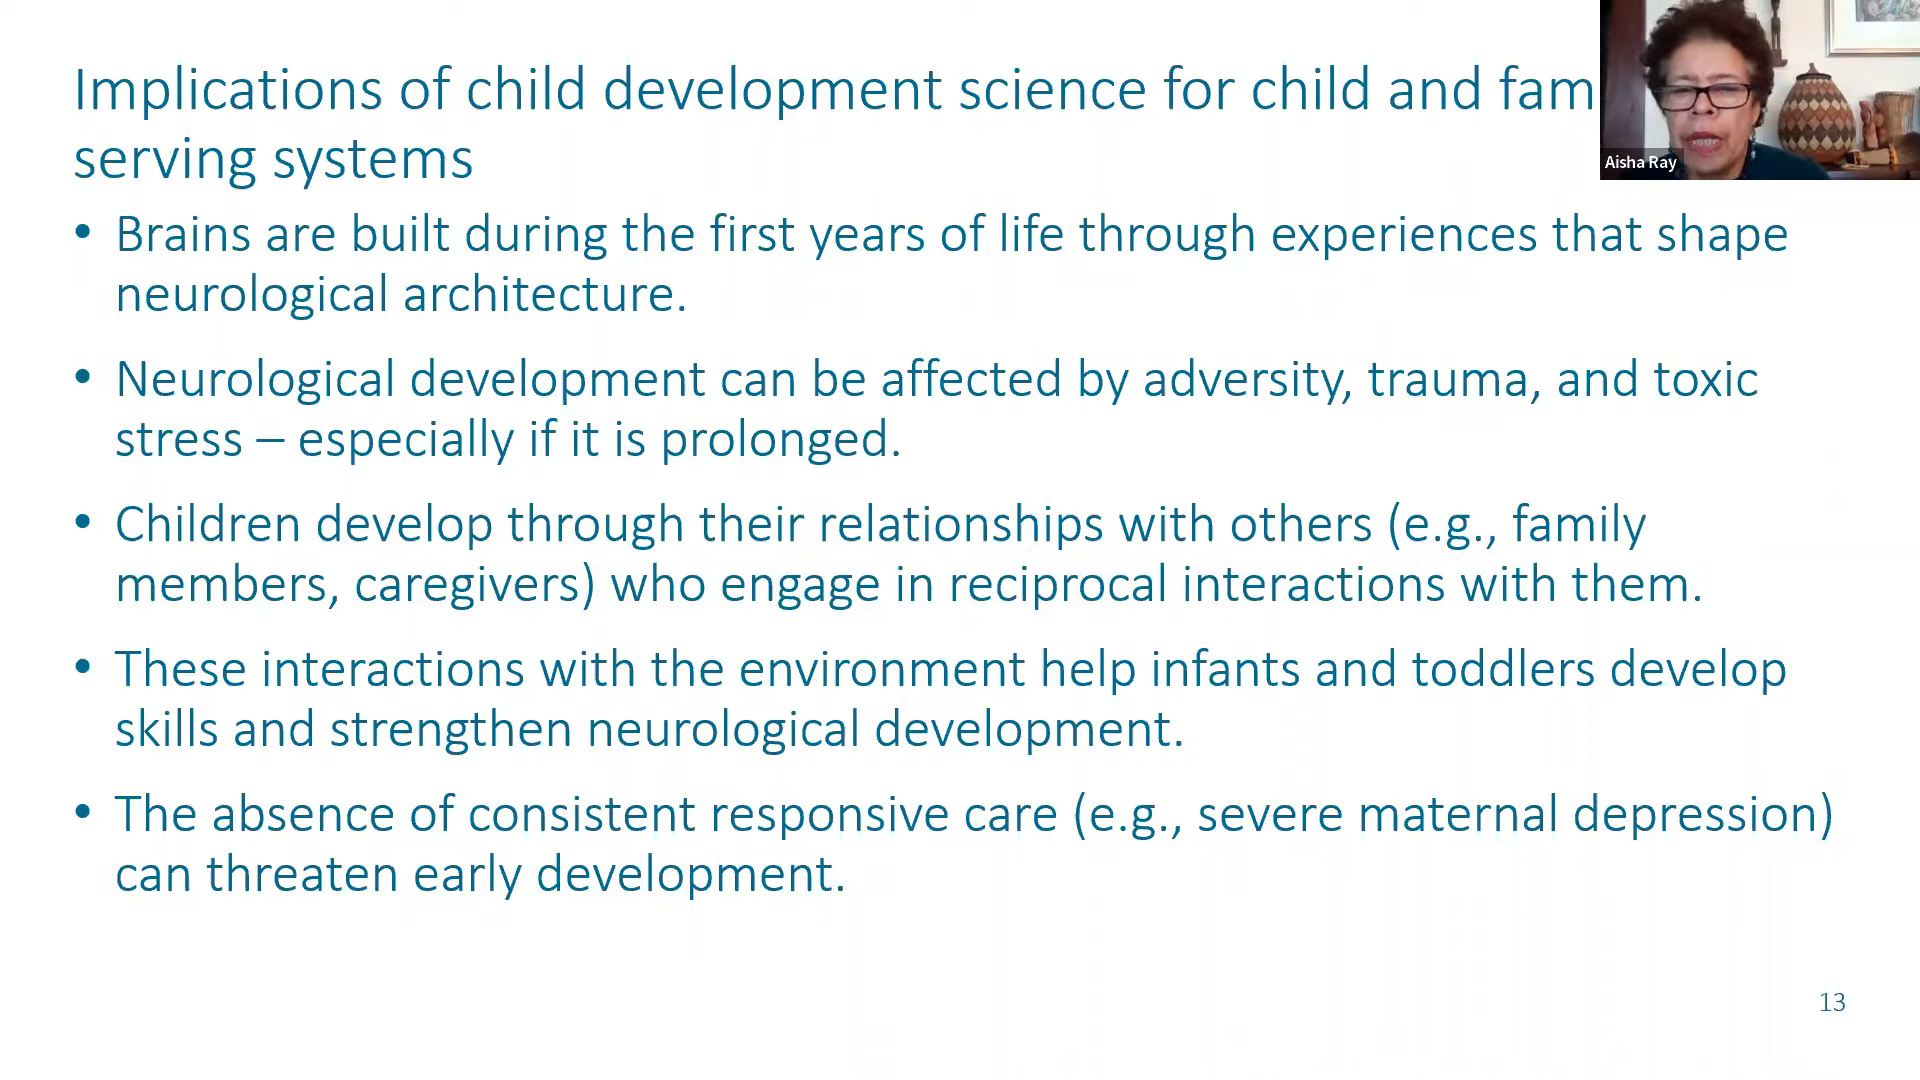 Implications of child development science for child and fam
serving systems
Aisha Ray
• Brains are built during the first years of life through experiences that shape
neurological architecture.
• Neurological development can be affected by adversity, trauma, and toxic
stress – especially if it is prolonged.
• Children develop through their relationships with others (e.g., family
members, caregivers) who engage in reciprocal interactions with them.
• These interactions with the environment help infants and toddlers develop
skills and strengthen neurological development.
• The absence of consistent responsive care (e.g., severe maternal depression)
can threaten early development.
13